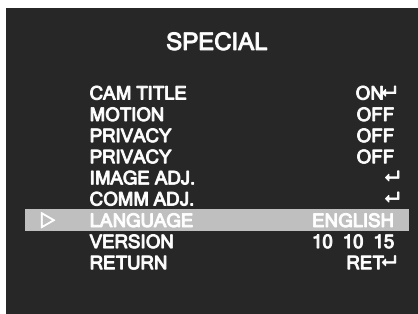 SPECIAL
CAM TITLE ON↵
MOTION OFF
PRIVACY OFF
PRIVACY OFF
IMAGE ADJ. ↵
COMM ADJ. ↵
LANGUAGE ENGLISH
VERSION 10 10 15
RETURN RET↵